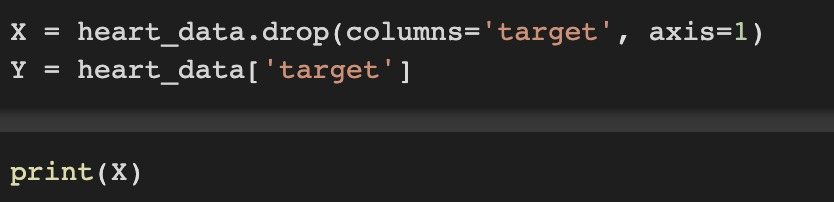 X = heart_data.drop(columns='target', axis=1)
Y = heart_data['target']
print(X)